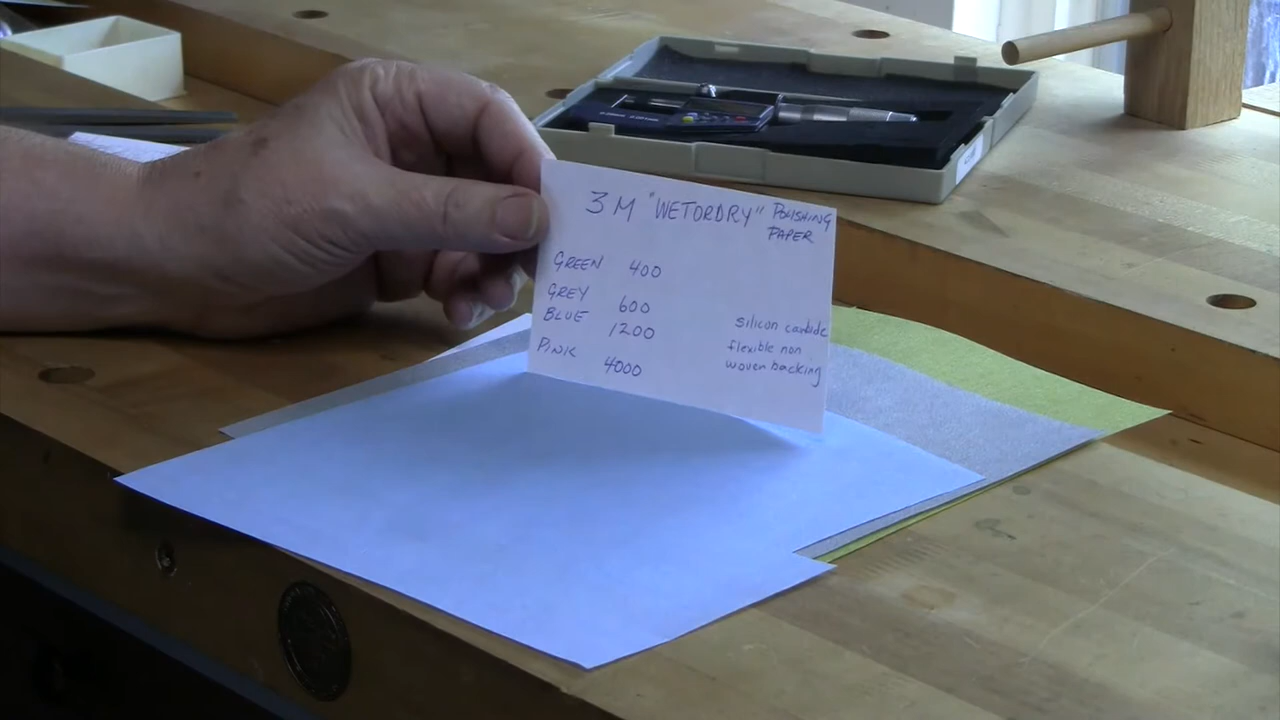 3M "WETORDRY" POLISHING
PAPER
GREEN 400
GREY 600
BLUE 1200
PINK 4000
silicon carbide
flexible non
woven backing